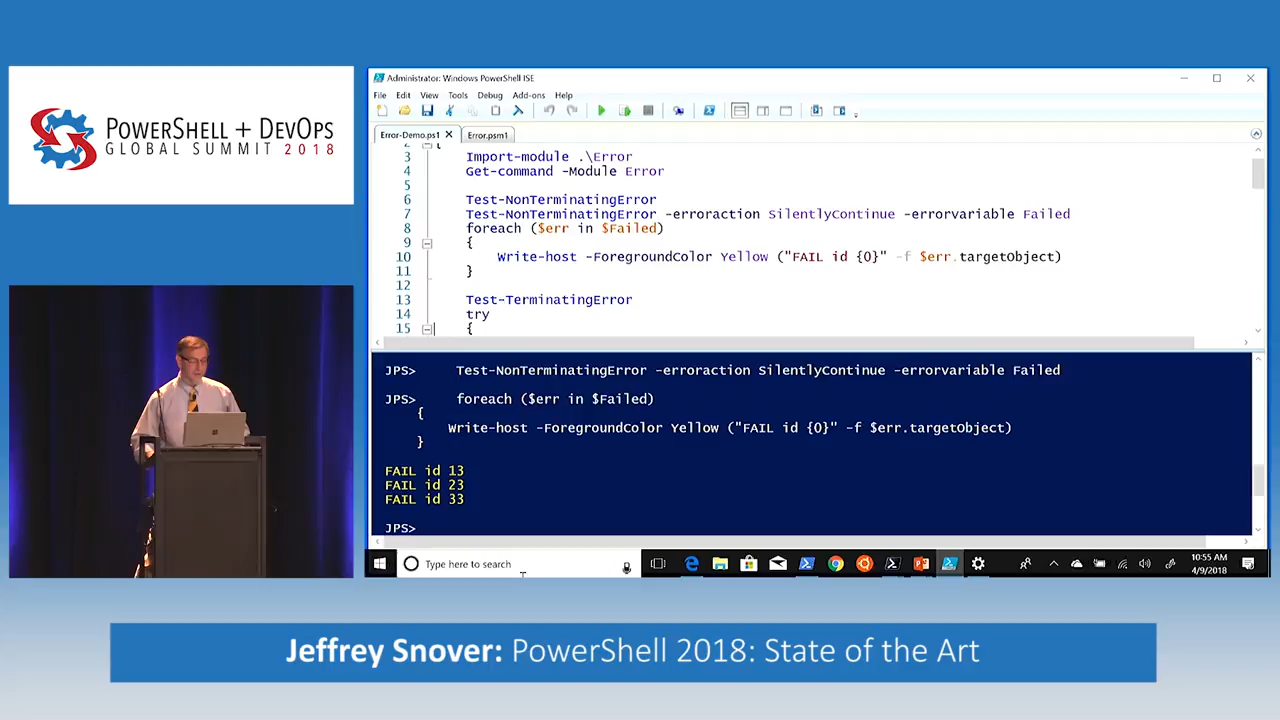 POWERSHELL + DEVOPS
GLOBAL SUMMIT 2018
Administrator: Windows PowerShell ISE
File Edit View Tools Debug Add-ons Help
Error-Demo.ps1 Error.psm1
3 Import-module .\Error
4 Get-command -Module Error
5
6 Test-NonTerminatingError
7 Test-NonTerminatingError -erroraction SilentlyContinue -errorvariable Failed
8 foreach ($err in $Failed)
9 {
10 Write-host -ForegroundColor Yellow ("FAIL id {0}" -f $err.targetObject)
11 }
12
13 Test-TerminatingError
14 try
15 {
JPS> Test-NonTerminatingError -erroraction SilentlyContinue -errorvariable Failed
JPS> foreach ($err in $Failed)
{
Write-host -ForegroundColor Yellow ("FAIL id {0}" -f $err.targetObject)
}
FAIL id 13
FAIL id 23
FAIL id 33
JPS>
Type here to search
10:55 AM
4/9/2018
Jeffrey Snover: PowerShell 2018: State of the Art